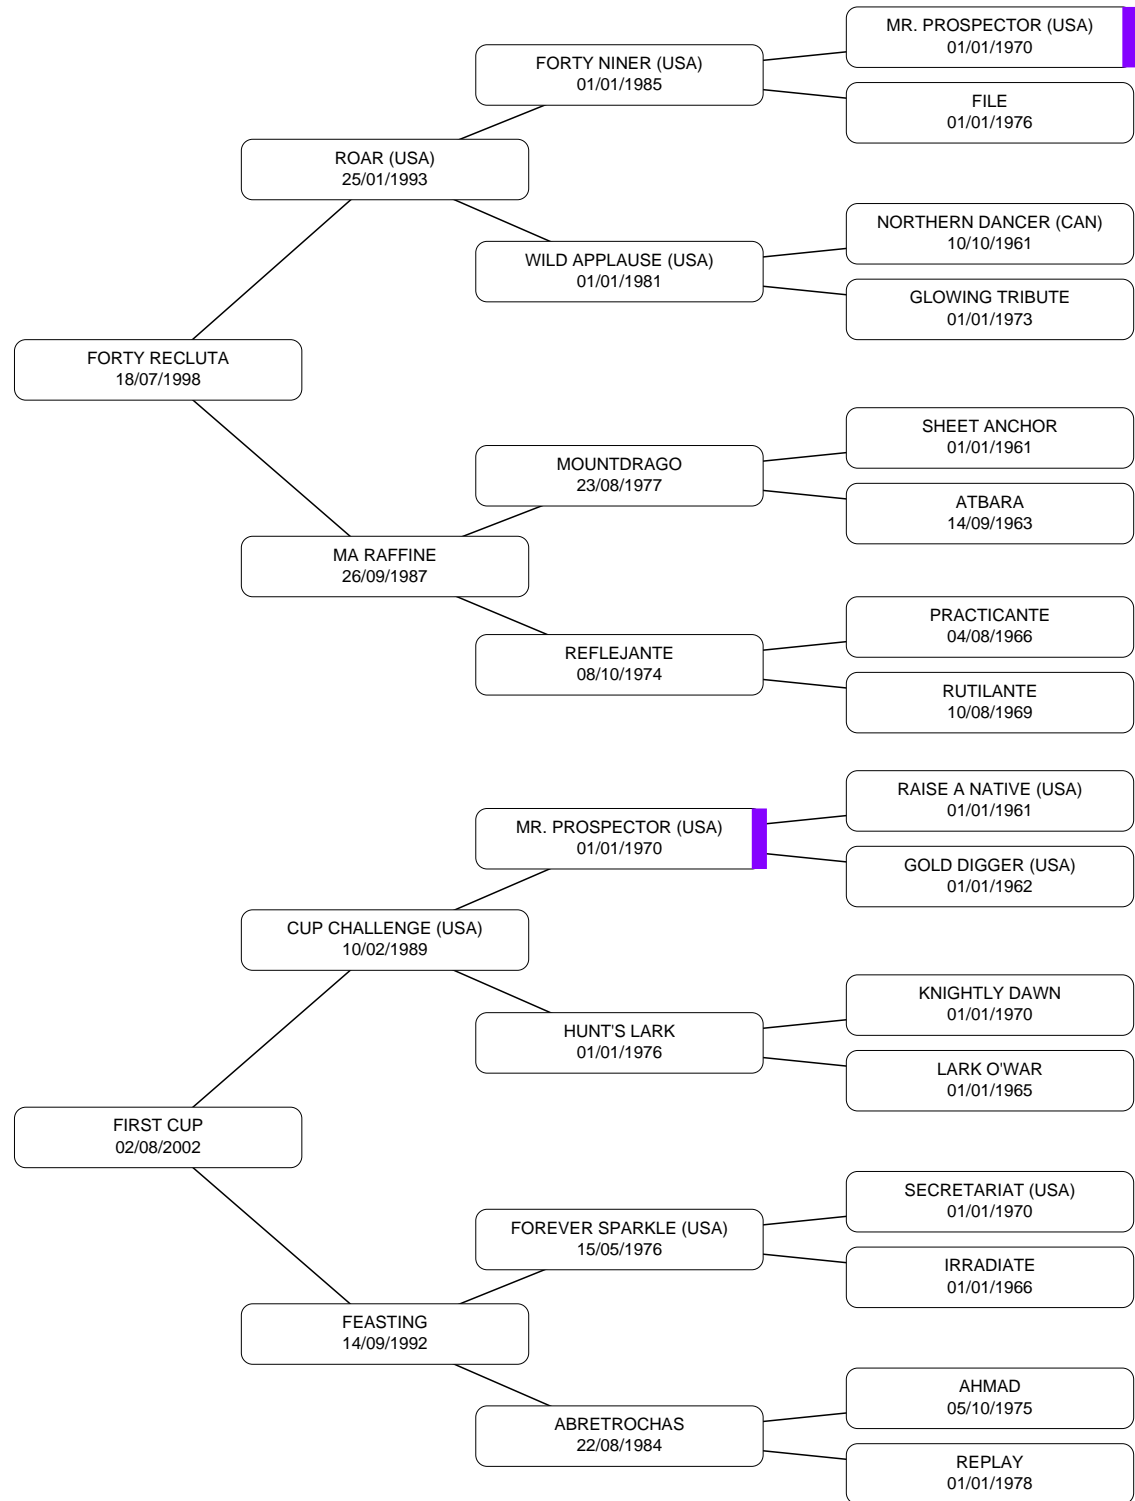 MR. PROSPECTOR (USA)
01/01/1970
FORTY NINER (USA)
01/01/1985
FILE
01/01/1976
ROAR (USA)
25/01/1993
NORTHERN DANCER (CAN)
10/10/1961
WILD APPLAUSE (USA)
01/01/1981
GLOWING TRIBUTE
01/01/1973
FORTY RECLUTA
18/07/1998
SHEET ANCHOR
01/01/1961
MOUNTDRAGO
23/08/1977
ATBARA
14/09/1963
MA RAFFINE
26/09/1987
PRACTICANTE
04/08/1966
REFLEJANTE
08/10/1974
RUTILANTE
10/08/1969
RAISE A NATIVE (USA)
01/01/1961
MR. PROSPECTOR (USA)
01/01/1970
GOLD DIGGER (USA)
01/01/1962
CUP CHALLENGE (USA)
10/02/1989
KNIGHTLY DAWN
01/01/1970
HUNT'S LARK
01/01/1976
LARK O'WAR
01/01/1965
FIRST CUP
02/08/2002
SECRETARIAT (USA)
01/01/1970
FOREVER SPARKLE (USA)
15/05/1976
IRRADIATE
01/01/1966
FEASTING
14/09/1992
AHMAD
05/10/1975
ABRETROCHAS
22/08/1984
REPLAY
01/01/1978